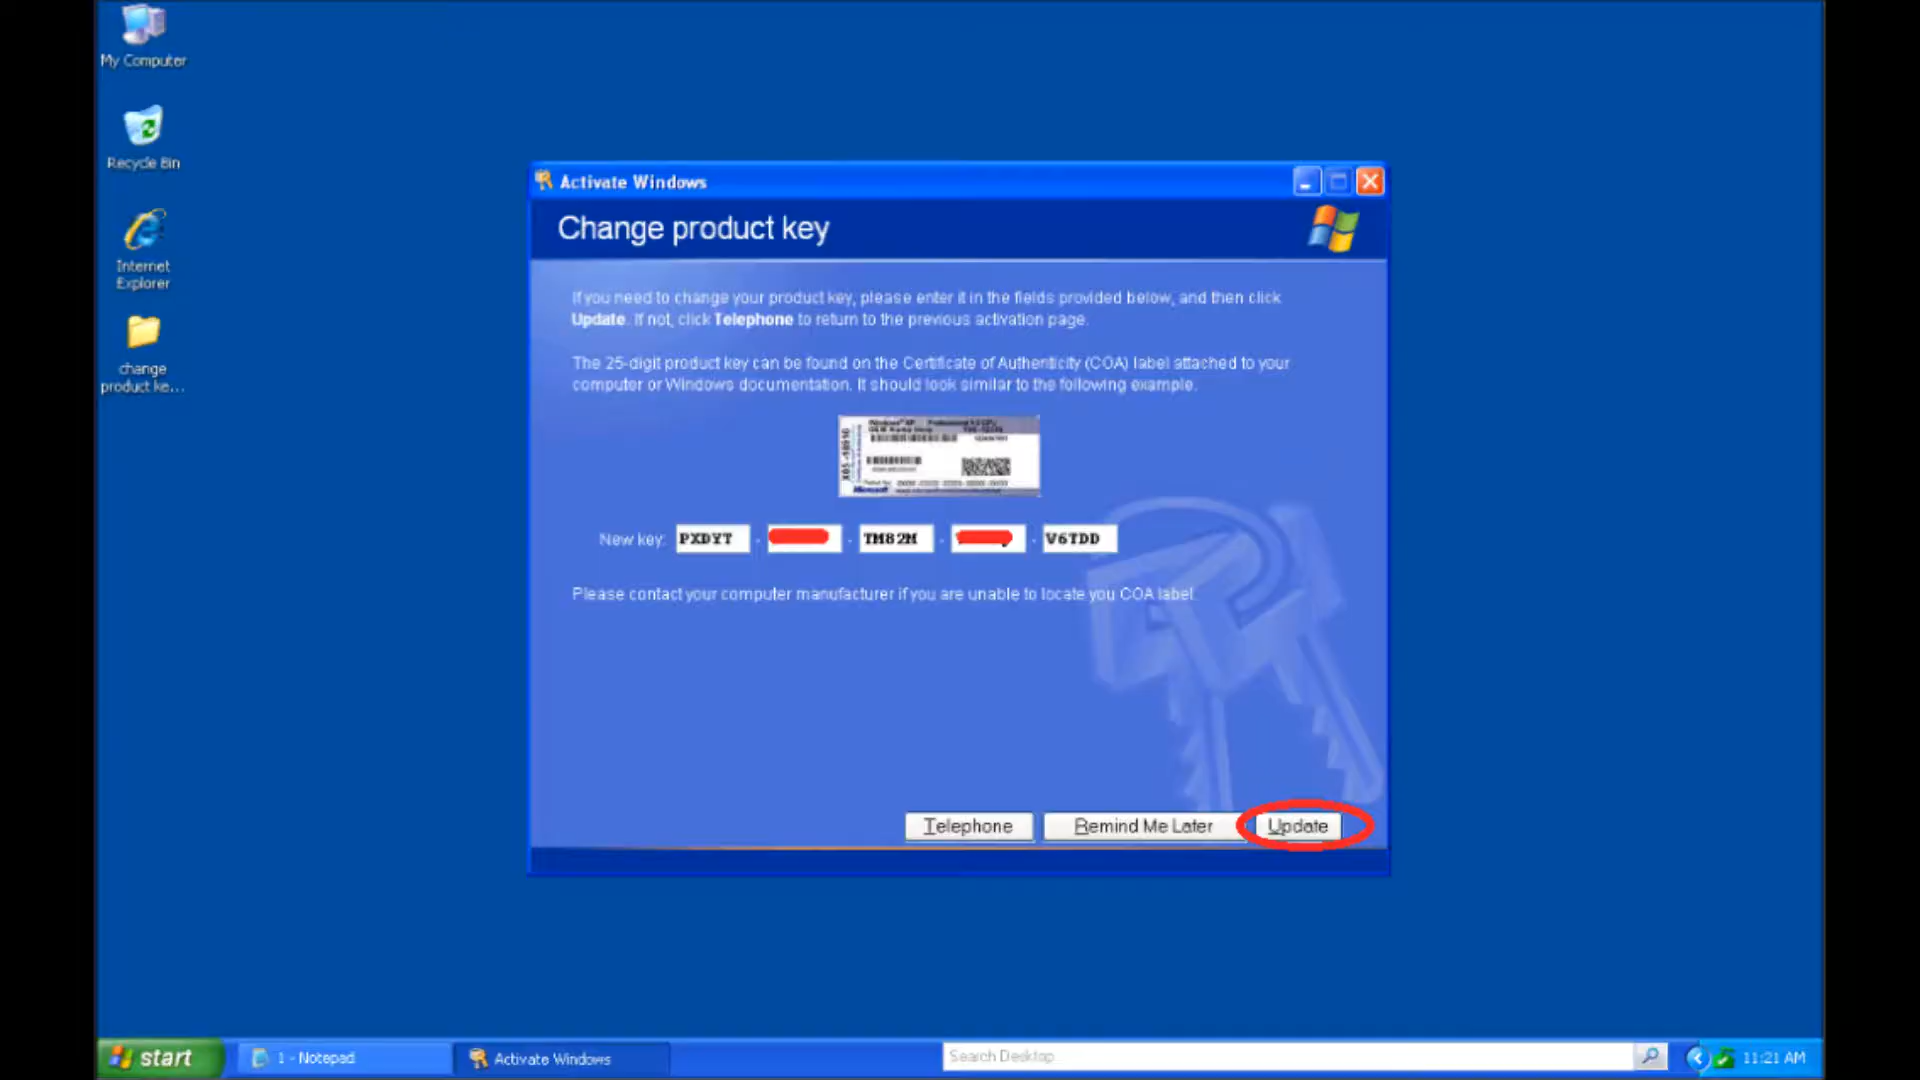 My Computer
Recycle Bin
Internet
Explorer
change
product ke...
Activate Windows
Change product key
If you need to change your product key, please enter it in the fields provided below, and then click
Update. If not, click Telephone to return to the previous activation page.
The 25-digit product key can be found on the Certificate of Authenticity (COA) label attached to your
computer or Windows documentation. It should look similar to the following example.
Microsoft
New key: PXDYT - - TM82M - - V6TDD
Please contact your computer manufacturer if you are unable to locate you COA label.
Telephone
Remind Me Later
Update
start
1 - Notepad
Activate Windows
Search Desktop
11:21 AM